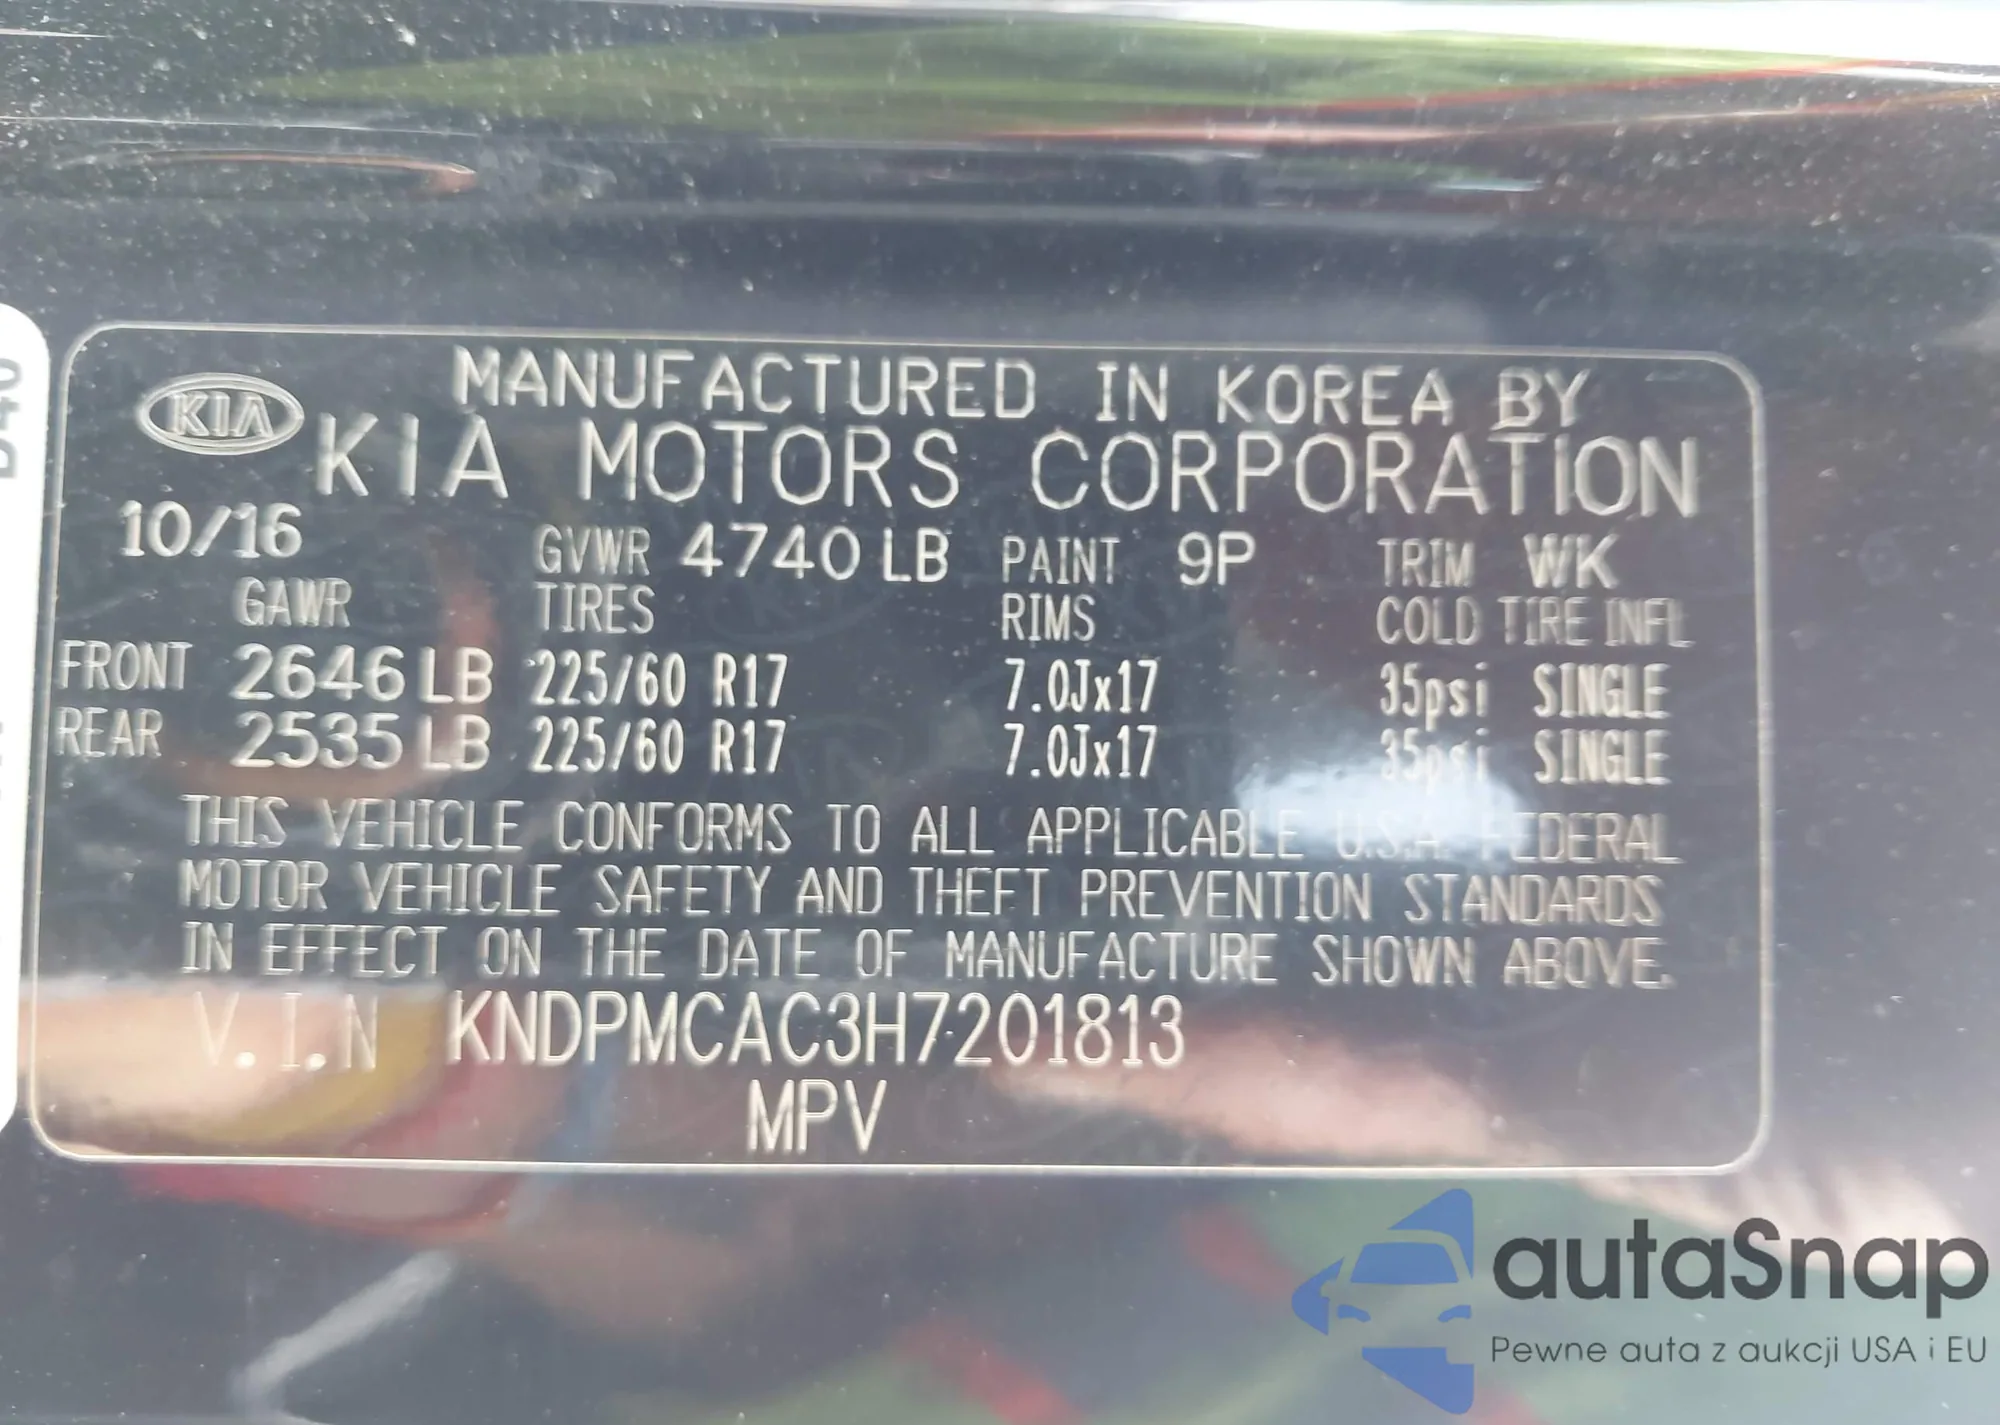 KIA
MANUFACTURED IN KOREA BY
KIA MOTORS CORPORATION
10/16 GVWR 4740 LB PAINT 9P TRIM WK
GAWR TIRES RIMS COLD TIRE INFL
FRONT 2646 LB 225/60 R17 7.0Jx17 35psi SINGLE
REAR 2535 LB 225/60 R17 7.0Jx17 35psi SINGLE
THIS VEHICLE CONFORMS TO ALL APPLICABLE U.S.A. FEDERAL
MOTOR VEHICLE SAFETY AND THEFT PREVENTION STANDARDS
IN EFFECT ON THE DATE OF MANUFACTURE SHOWN ABOVE.
V.I.N KNDPMCAC3H7201813
MPV
autaSnap
Pewne auta z aukcji USA i EU